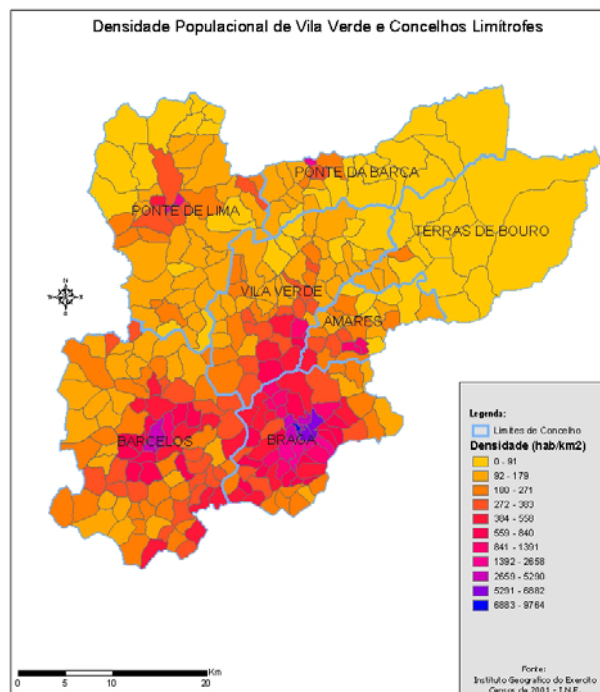 Densidade Populacional de Vila Verde e Concelhos Limítrofes
PONTE DA BARCA
PONTE DE LIMA
TERRAS DE BOURO
VILA VERDE
AMARES
BARCELOS
BRAGA
N
W E
S
Legenda:
Limites de Concelho
Densidade (hab/km2)
0 - 91
92 - 179
180 - 271
272 - 383
384 - 558
559 - 840
841 - 1391
1392 - 2658
2659 - 5290
5291 - 6882
6883 - 9764
Km
0 5 10 20
Fonte:
Instituto Geografico do Exercito
Censos de 2001 - I.N.E.